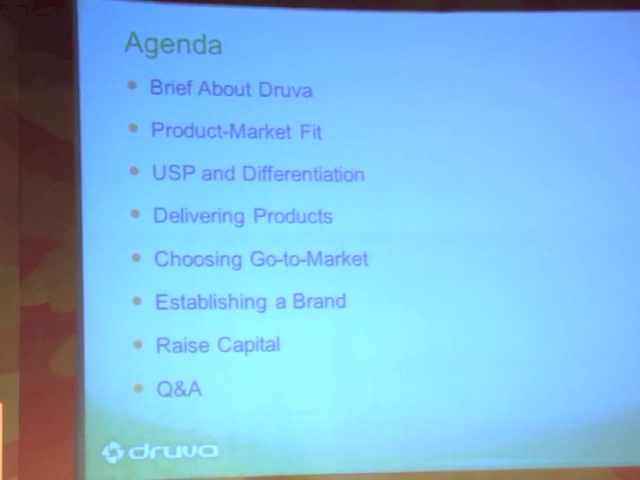 Agenda
Brief About Druva
Product-Market Fit
USP and Differentiation
Delivering Products
Choosing Go-to-Market
Establishing a Brand
Raise Capital
Q&A
druva